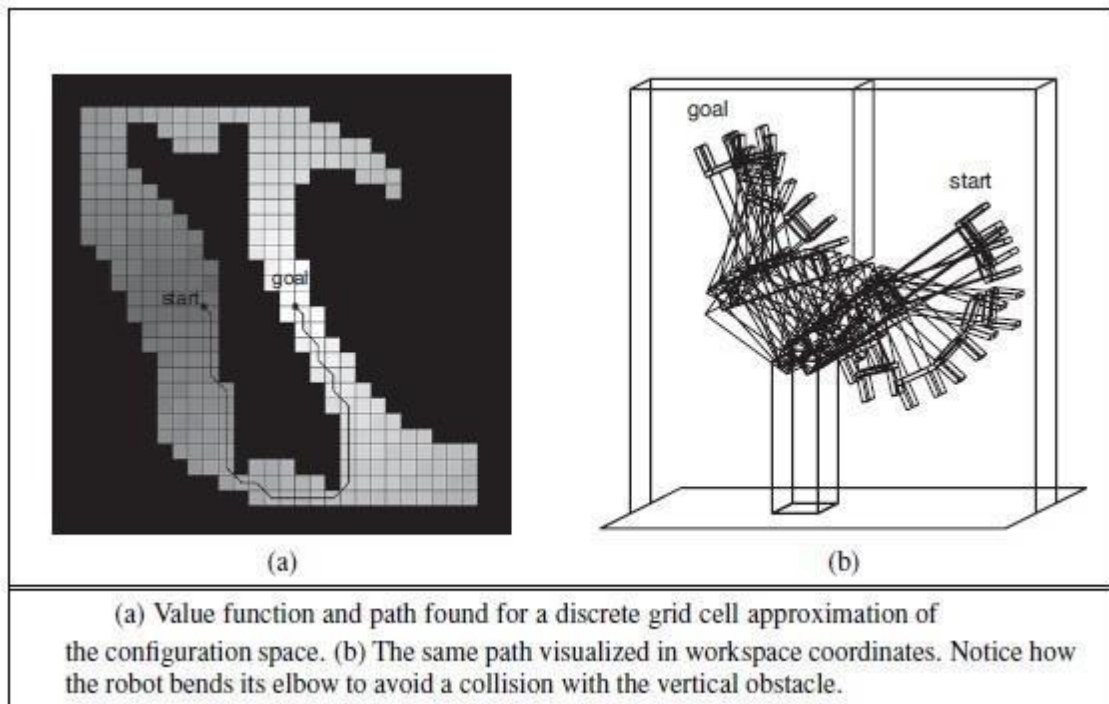 goal
start
goal
start
(a)
(b)
(a) Value function and path found for a discrete grid cell approximation of
the configuration space. (b) The same path visualized in workspace coordinates. Notice how
the robot bends its elbow to avoid a collision with the vertical obstacle.